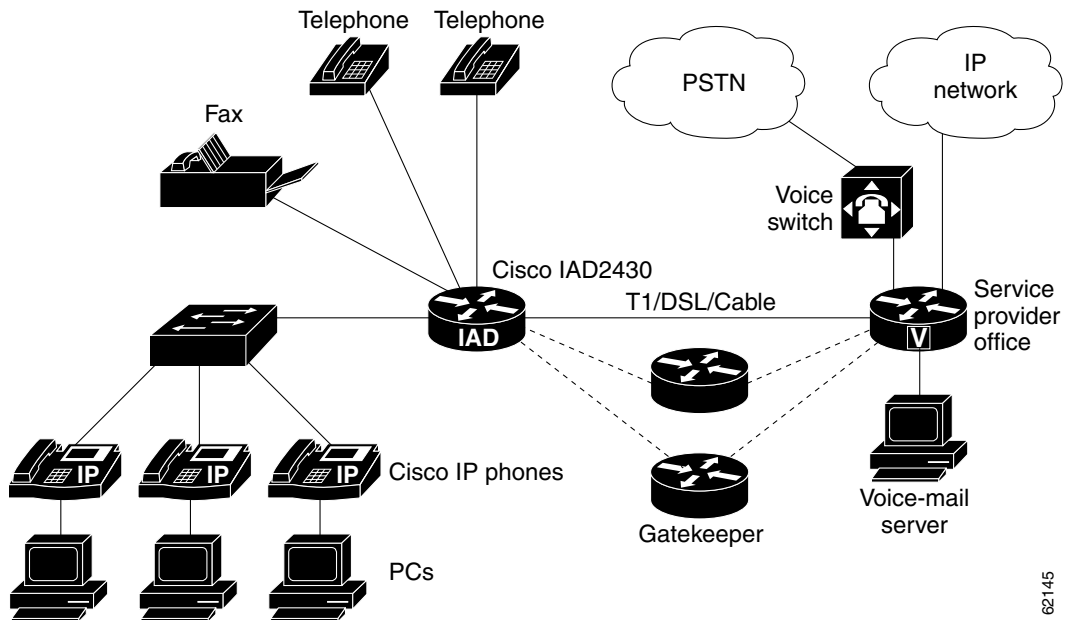 Telephone
Telephone
PSTN
IP
network
Fax
Voice
switch
Cisco IAD2430
T1/DSL/Cable
Service
provider
office
IAD
V
IP
IP
IP
Cisco IP phones
Gatekeeper
Voice-mail
server
PCs
62145